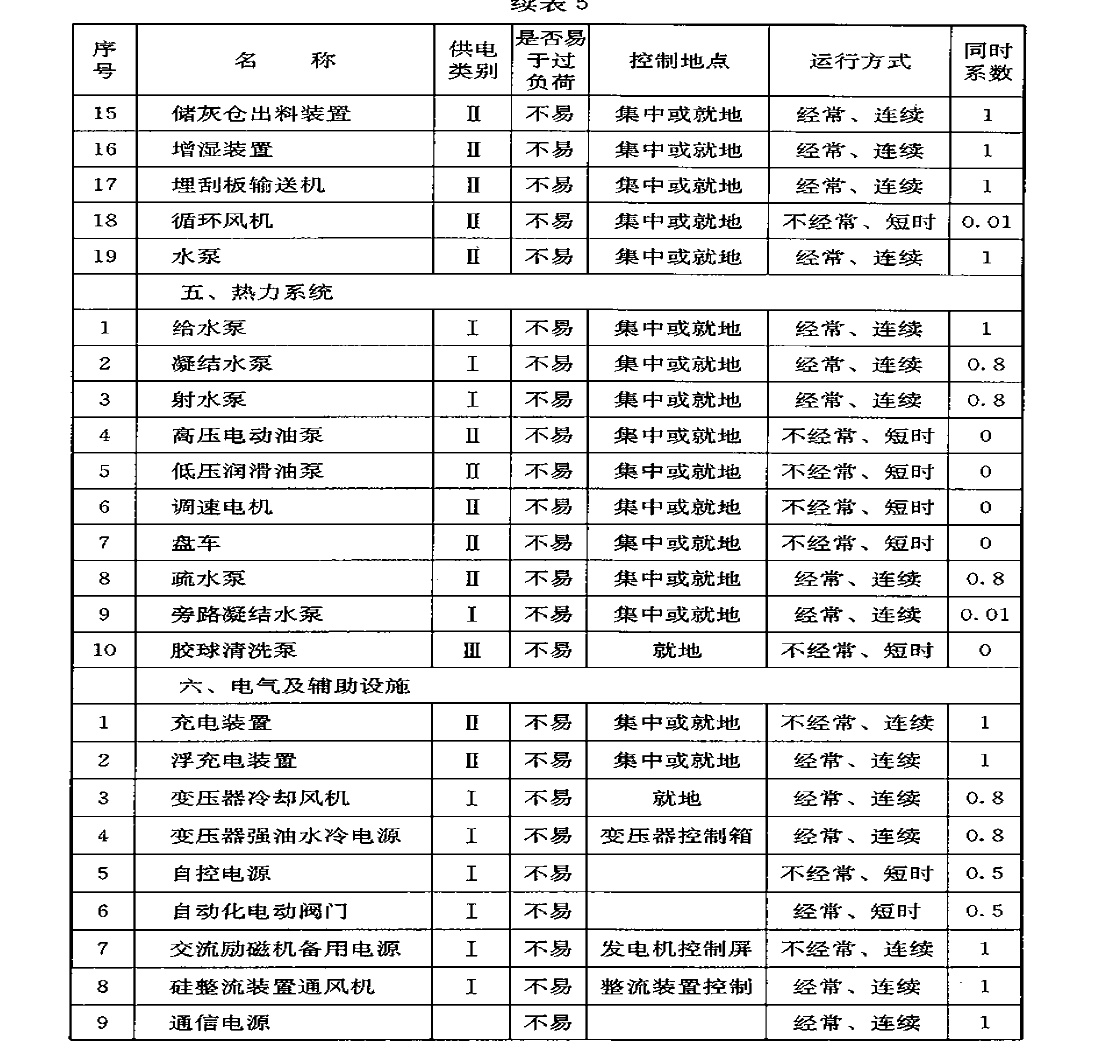 续表 5
序号 名 称 供电类别 是否易于过负荷 控制地点 运行方式 同时系数
15 储灰仓出料装置 Ⅱ 不易 集中或就地 经常、连续 1
16 增湿装置 Ⅱ 不易 集中或就地 经常、连续 1
17 埋刮板输送机 Ⅱ 不易 集中或就地 经常、连续 1
18 循环风机 Ⅱ 不易 集中或就地 不经常、短时 0.01
19 水泵 Ⅱ 不易 集中或就地 经常、连续 1
五、热力系统
1 给水泵 Ⅰ 不易 集中或就地 经常、连续 1
2 凝结水泵 Ⅰ 不易 集中或就地 经常、连续 0.8
3 射水泵 Ⅰ 不易 集中或就地 经常、连续 0.8
4 高压电动油泵 Ⅱ 不易 集中或就地 不经常、短时 0
5 低压润滑油泵 Ⅱ 不易 集中或就地 不经常、短时 0
6 调速电机 Ⅱ 不易 集中或就地 不经常、短时 0
7 盘车 Ⅱ 不易 集中或就地 不经常、短时 0
8 疏水泵 Ⅱ 不易 集中或就地 经常、连续 0.8
9 旁路凝结水泵 Ⅰ 不易 集中或就地 经常、连续 0.01
10 胶球清洗泵 Ⅲ 不易 就地 不经常、短时 0
六、电气及辅助设施
1 充电装置 Ⅱ 不易 集中或就地 不经常、连续 1
2 浮充电装置 Ⅱ 不易 集中或就地 经常、连续 1
3 变压器冷却风机 Ⅰ 不易 就地 经常、连续 0.8
4 变压器强油水冷电源 Ⅰ 不易 变压器控制箱 经常、连续 0.8
5 自控电源 Ⅰ 不易 不经常、短时 0.5
6 自动化电动阀门 Ⅰ 不易 经常、短时 0.5
7 交流励磁机备用电源 Ⅰ 不易 发电机控制屏 不经常、连续 1
8 硅整流装置通风机 Ⅰ 不易 整流装置控制 经常、连续 1
9 通信电源 不易 经常、连续 1